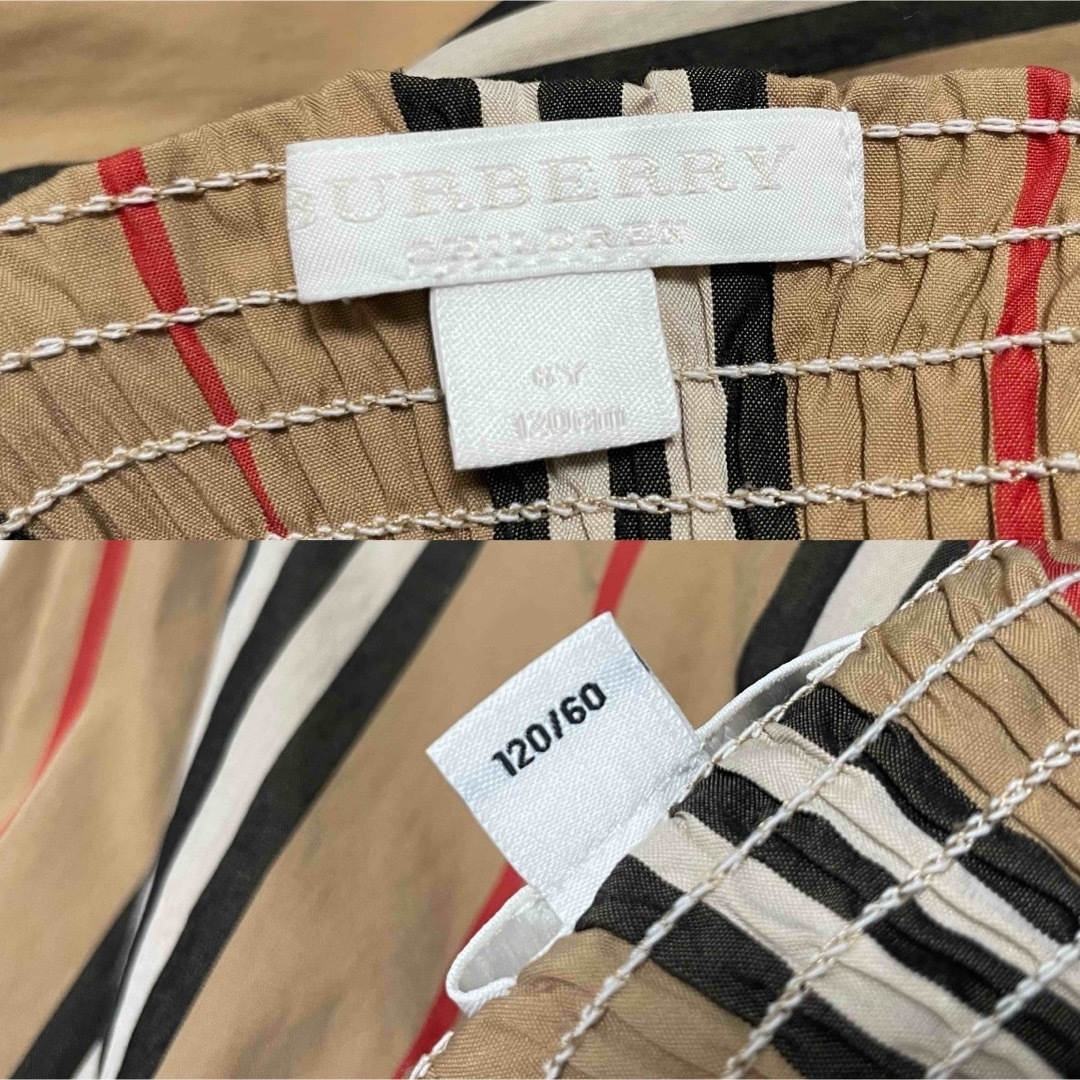 BURBERRY
CHILDREN
6Y
120cm
120/60